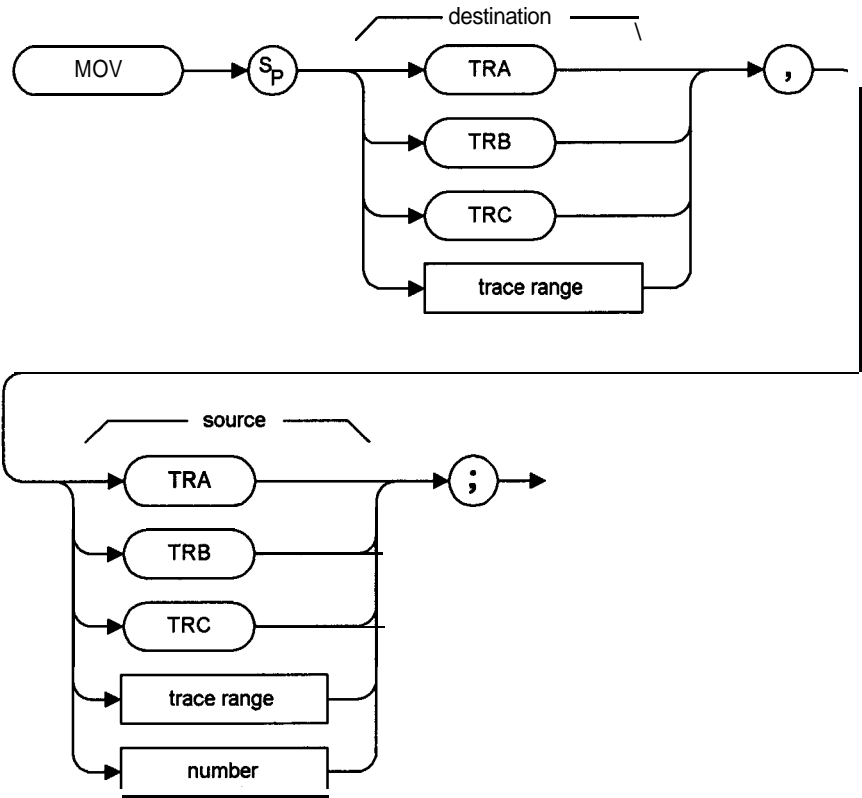 destination
MOV SP TRA ,
TRB
TRC
trace range
source
TRA ;
TRB
TRC
trace range
number